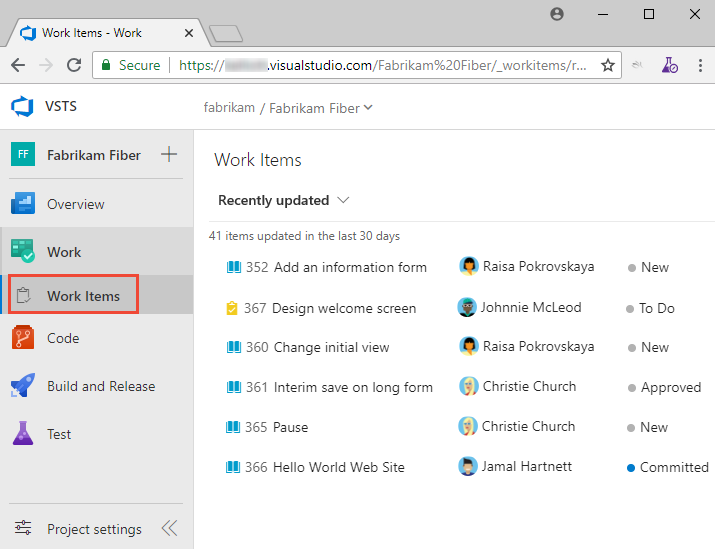 Work Items - Work
Secure https:// .visualstudio.com/Fabrikam%20Fiber/_workitems/r...
VSTS fabrikam / Fabrikam Fiber
FF Fabrikam Fiber
Overview
Work
Work Items
Code
Build and Release
Test
Project settings
Work Items
Recently updated
41 items updated in the last 30 days
352 Add an information form Raisa Pokrovskaya New
367 Design welcome screen Johnnie McLeod To Do
360 Change initial view Raisa Pokrovskaya New
361 Interim save on long form Christie Church Approved
365 Pause Christie Church New
366 Hello World Web Site Jamal Hartnett Committed